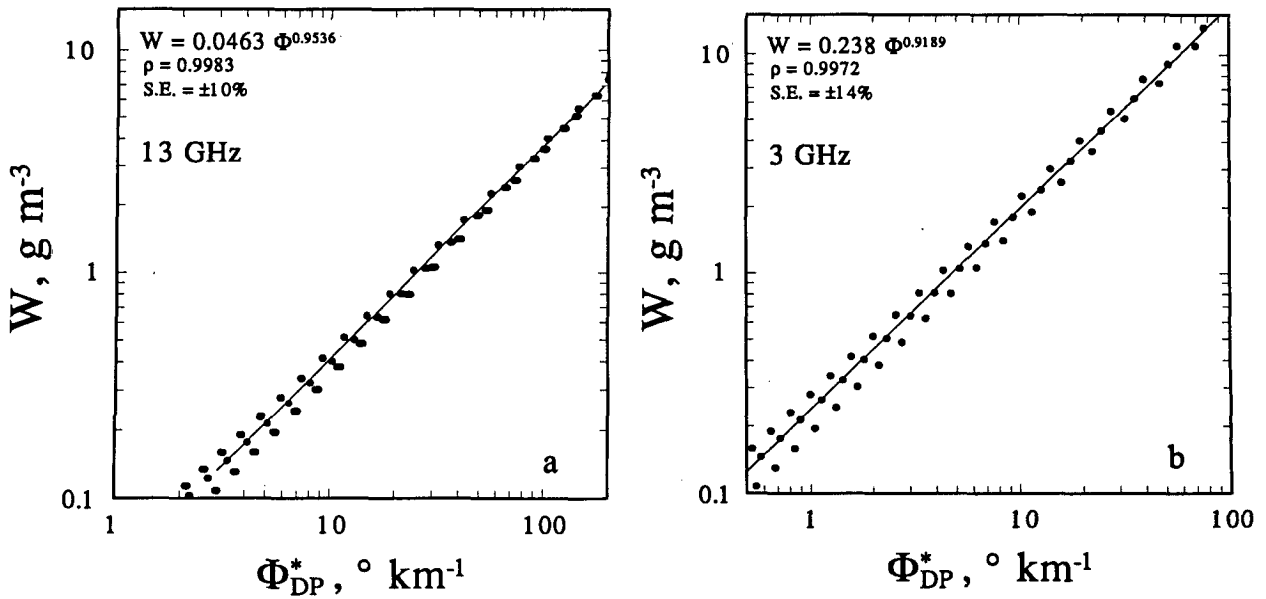 W = 0.0463 Φ^0.9536
ρ = 0.9983
S.E. = ±10%
13 GHz
10
1
0.1
W, g m⁻³
1
10
100
Φ*DP , ° km⁻¹
a
W = 0.238 Φ^0.9189
ρ = 0.9972
S.E. = ±14%
3 GHz
10
1
0.1
W, g m⁻³
1
10
100
Φ*DP , ° km⁻¹
b